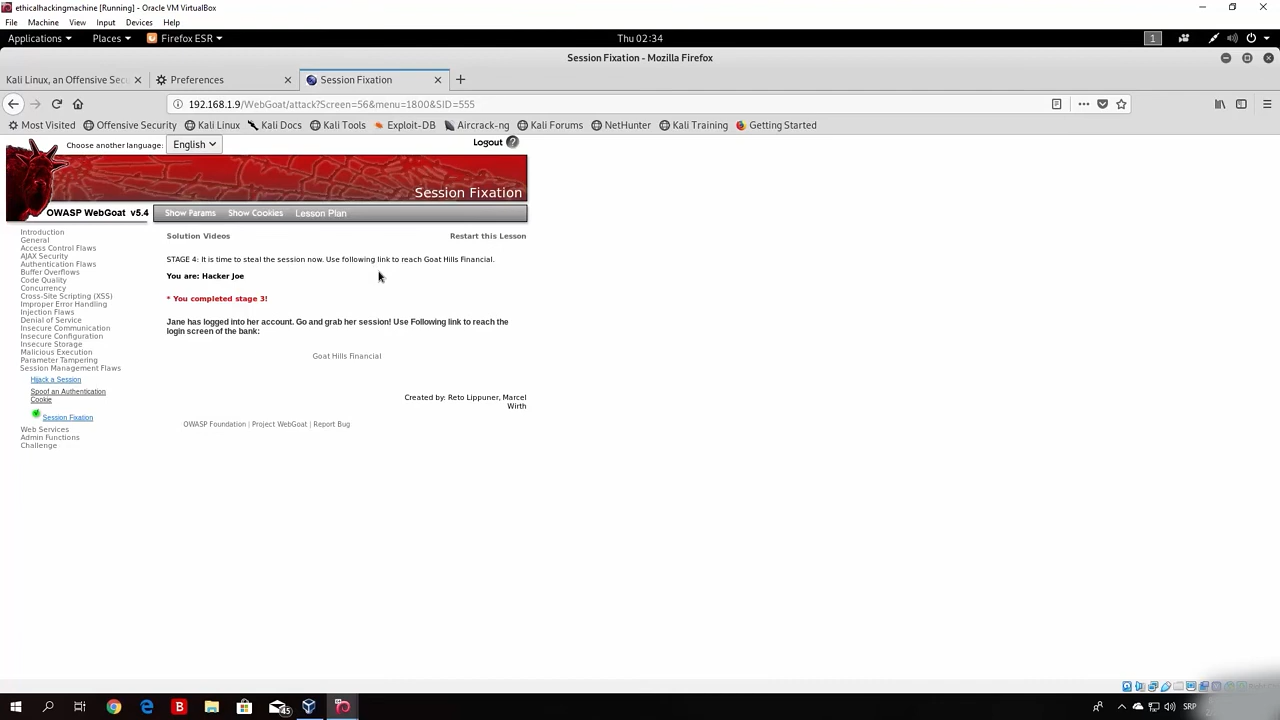 ethicalhackingmachine [Running] - Oracle VM VirtualBox
File Machine View Input Devices Help
Applications Places Firefox ESR Thu 02:34 1
Session Fixation - Mozilla Firefox
Kali Linux, an Offensive Secu Preferences Session Fixation
192.168.1.9/WebGoat/attack?Screen=56&menu=1800&SID=555
Most Visited Offensive Security Kali Linux Kali Docs Kali Tools Exploit-DB Aircrack-ng Kali Forums NetHunter Kali Training Getting Started
Choose another language: English Logout ?
Session Fixation
OWASP WebGoat v5.4 Show Params Show Cookies Lesson Plan
Introduction
General
Access Control Flaws
AJAX Security
Authentication Flaws
Buffer Overflows
Code Quality
Concurrency
Cross-Site Scripting (XSS)
Improper Error Handling
Injection Flaws
Denial of Service
Insecure Communication
Insecure Configuration
Insecure Storage
Malicious Execution
Parameter Tampering
Session Management Flaws
Hijack a Session
Spoof an Authentication
Cookie
Session Fixation
Web Services
Admin Functions
Challenge
Solution Videos Restart this Lesson
STAGE 4: It is time to steal the session now. Use following link to reach Goat Hills Financial.
You are: Hacker Joe
* You completed stage 3!
Jane has logged into her account. Go and grab her session! Use Following link to reach the
login screen of the bank:
Goat Hills Financial
Created by: Reto Lippuner, Marcel
Wirth
OWASP Foundation | Project WebGoat | Report Bug
B 45 SRP